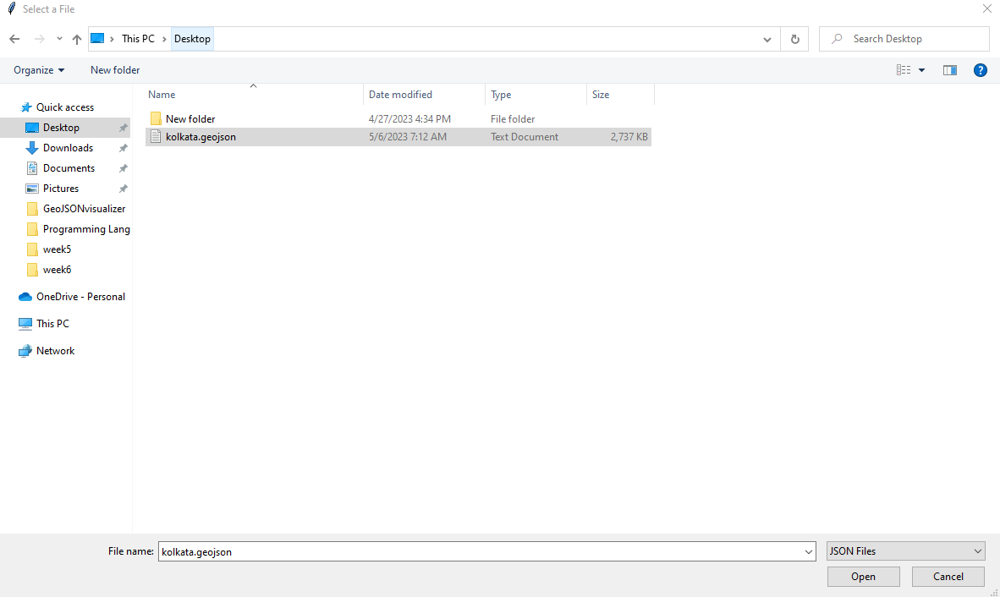 Select a File
This PC > Desktop
Search Desktop
Organize
New folder
Name
Date modified
Type
Size
Quick access
Desktop
Downloads
Documents
Pictures
GeoJSONvisualizer
Programming Lang
week5
week6
OneDrive - Personal
This PC
Network
New folder 4/27/2023 4:34 PM File folder
kolkata.geojson 5/6/2023 7:12 AM Text Document 2,737 KB
File name: kolkata.geojson
JSON Files
Open
Cancel